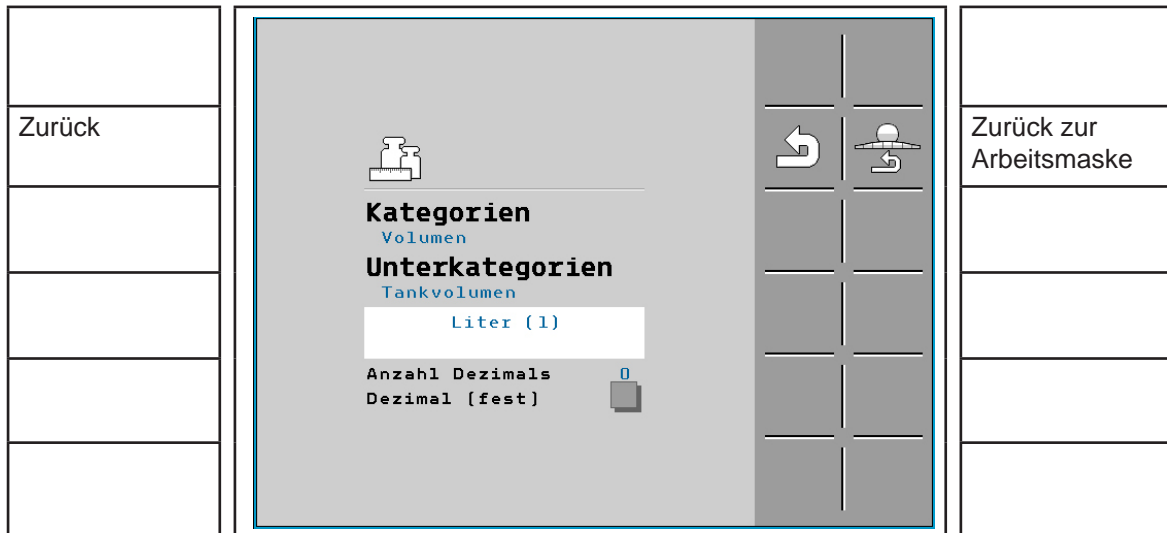 Zurück
Kategorien
Volumen
Unterkategorien
Tankvolumen
Liter (l)
Anzahl Dezimals 0
Dezimal (fest)
Zurück zur
Arbeitsmaske